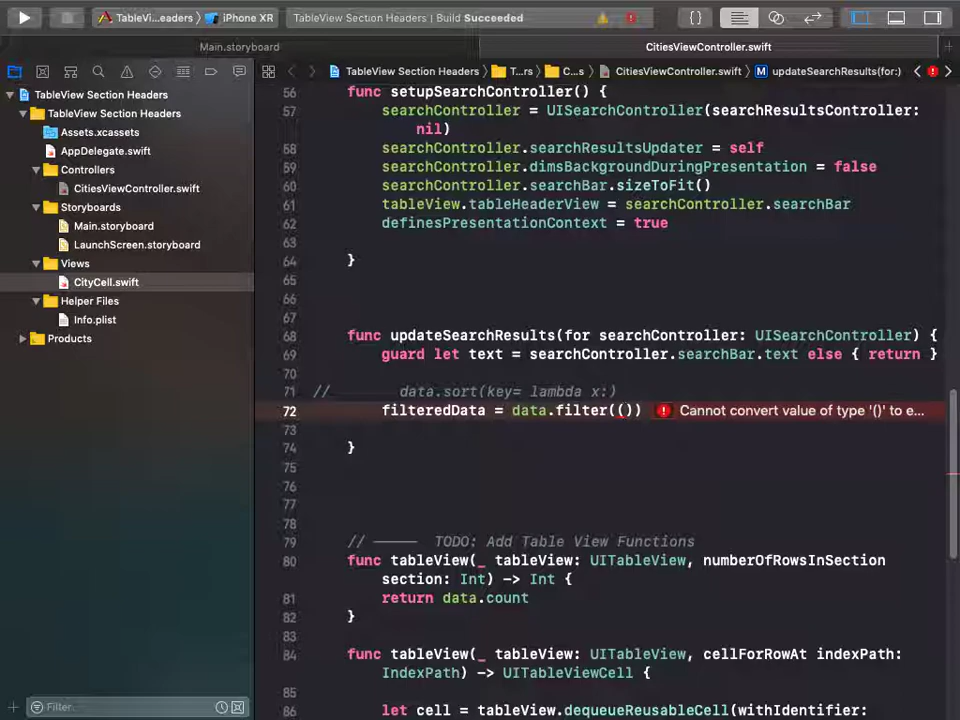 TableVi...eaders
iPhone XR
TableView Section Headers | Build Succeeded
Main.storyboard
CitiesViewController.swift
TableView Section Headers
T...rs
C...s
CitiesViewController.swift
M updateSearchResults(for:)
TableView Section Headers
TableView Section Headers
Assets.xcassets
AppDelegate.swift
Controllers
CitiesViewController.swift
Storyboards
Main.storyboard
LaunchScreen.storyboard
Views
CityCell.swift
Helper Files
Info.plist
Products
Filter
56 func setupSearchController() {
57 searchController = UISearchController(searchResultsController:
nil)
58 searchController.searchResultsUpdater = self
59 searchController.dimsBackgroundDuringPresentation = false
60 searchController.searchBar.sizeToFit()
61 tableView.tableHeaderView = searchController.searchBar
62 definesPresentationContext = true
63
64 }
65
66
67
68 func updateSearchResults(for searchController: UISearchController) {
69 guard let text = searchController.searchBar.text else { return }
70
71 // data.sort(key= lambda x:)
72 filteredData = data.filter(()) Cannot convert value of type '()' to e...
73
74 }
75
76
77
78
79 // ––––– TODO: Add Table View Functions
80 func tableView(_ tableView: UITableView, numberOfRowsInSection
section: Int) -> Int {
81 return data.count
82 }
83
84 func tableView(_ tableView: UITableView, cellForRowAt indexPath:
IndexPath) -> UITableViewCell {
85
86 let cell = tableView.dequeueReusableCell(withIdentifier: